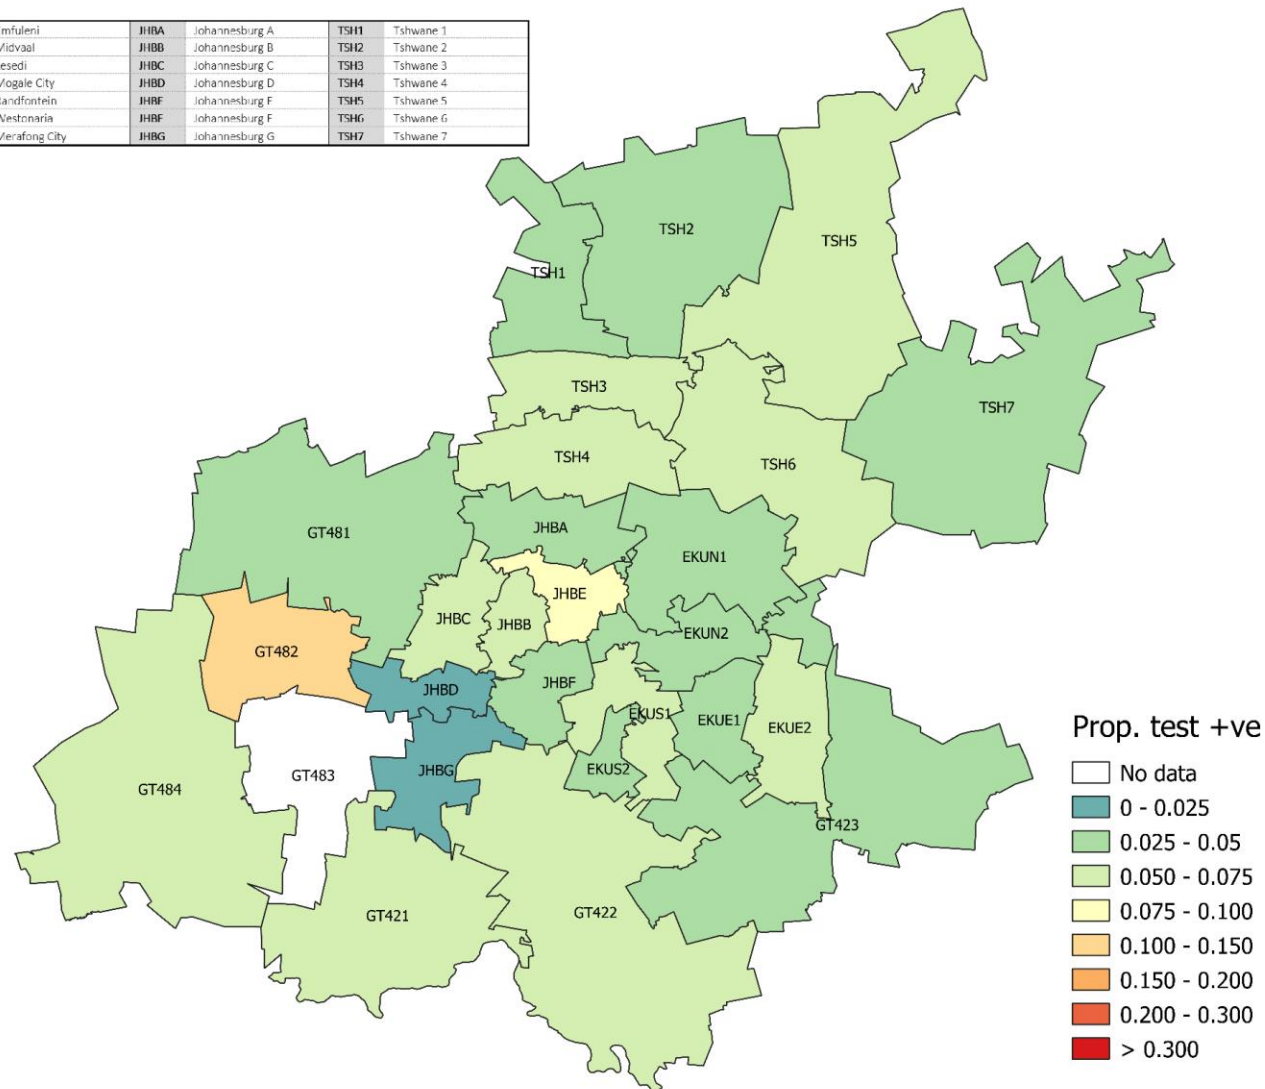 mfuleni JHBA Johannesburg A TSH1 Tshwane 1
Midvaal JHBB Johannesburg B TSH2 Tshwane 2
esedi JHBC Johannesburg C TSH3 Tshwane 3
Mogale City JHBD Johannesburg D TSH4 Tshwane 4
andfontein JHBE Johannesburg E TSH5 Tshwane 5
Westonaria JHBF Johannesburg F TSH6 Tshwane 6
Merafong City JHBG Johannesburg G TSH7 Tshwane 7
TSH2
TSH5
TSH1
TSH3
TSH7
TSH4
TSH6
JHBA
GT481
EKUN1
JHBE
JHBC
JHBB
EKUN2
GT482
JHBF
JHBD
EKUS1
EKUE1
EKUE2
JHBG
EKUS2
GT483
GT484
GT423
GT422
GT421
Prop. test +ve
No data
0 - 0.025
0.025 - 0.05
0.050 - 0.075
0.075 - 0.100
0.100 - 0.150
0.150 - 0.200
0.200 - 0.300
> 0.300